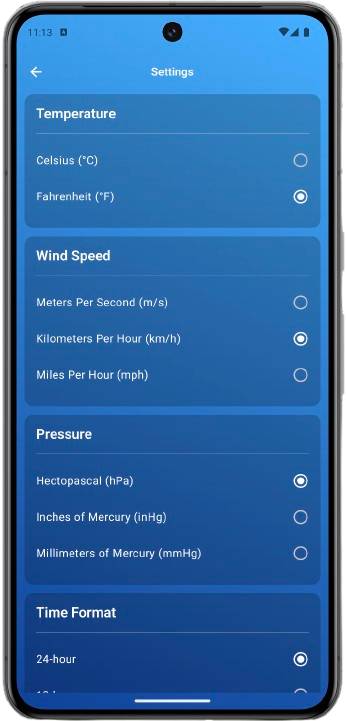 11:13
Settings
Temperature
Celsius (°C)
Fahrenheit (°F)
Wind Speed
Meters Per Second (m/s)
Kilometers Per Hour (km/h)
Miles Per Hour (mph)
Pressure
Hectopascal (hPa)
Inches of Mercury (inHg)
Millimeters of Mercury (mmHg)
Time Format
24-hour